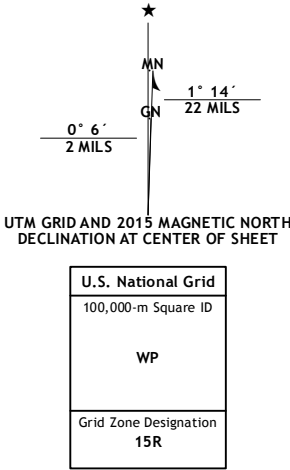 ★
MN
1° 14´
22 MILS
GN
0° 6´
2 MILS
UTM GRID AND 2015 MAGNETIC NORTH
DECLINATION AT CENTER OF SHEET
U.S. National Grid
100,000-m Square ID
WP
Grid Zone Designation
15R